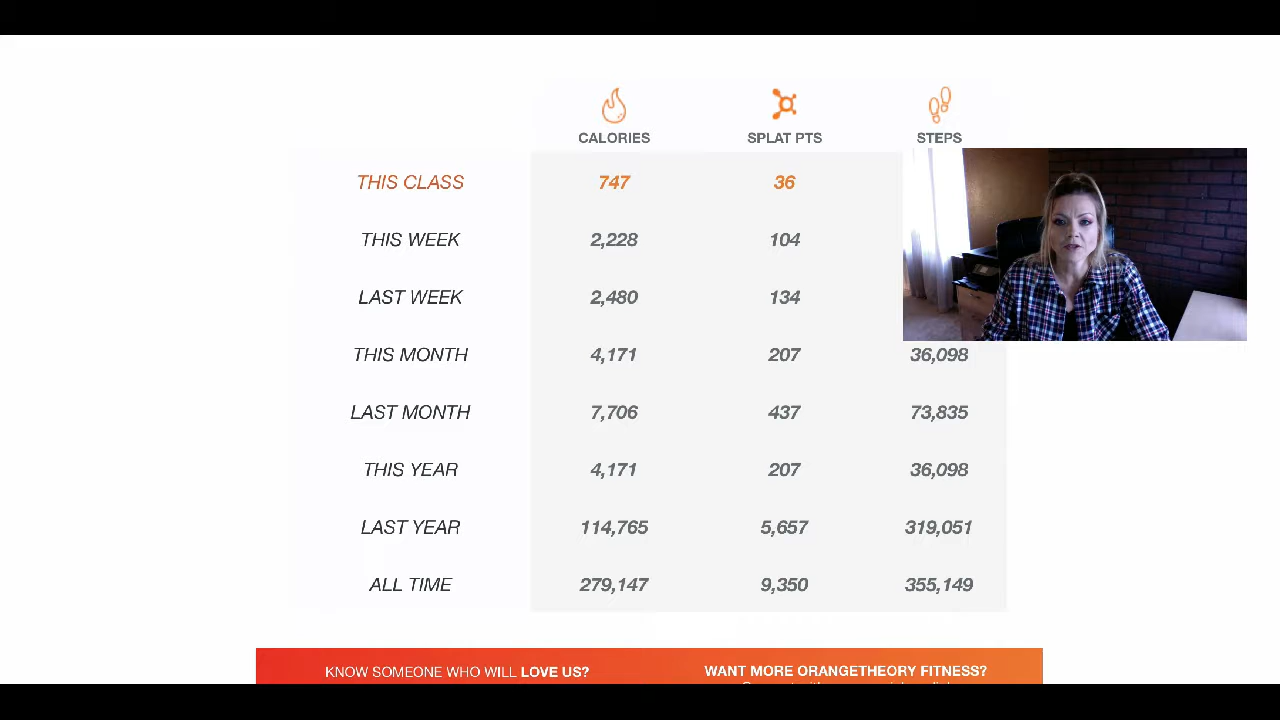 CALORIES SPLAT PTS STEPS
THIS CLASS 747 36
THIS WEEK 2,228 104
LAST WEEK 2,480 134
THIS MONTH 4,171 207 36,098
LAST MONTH 7,706 437 73,835
THIS YEAR 4,171 207 36,098
LAST YEAR 114,765 5,657 319,051
ALL TIME 279,147 9,350 355,149
KNOW SOMEONE WHO WILL LOVE US? WANT MORE ORANGETHEORY FITNESS?